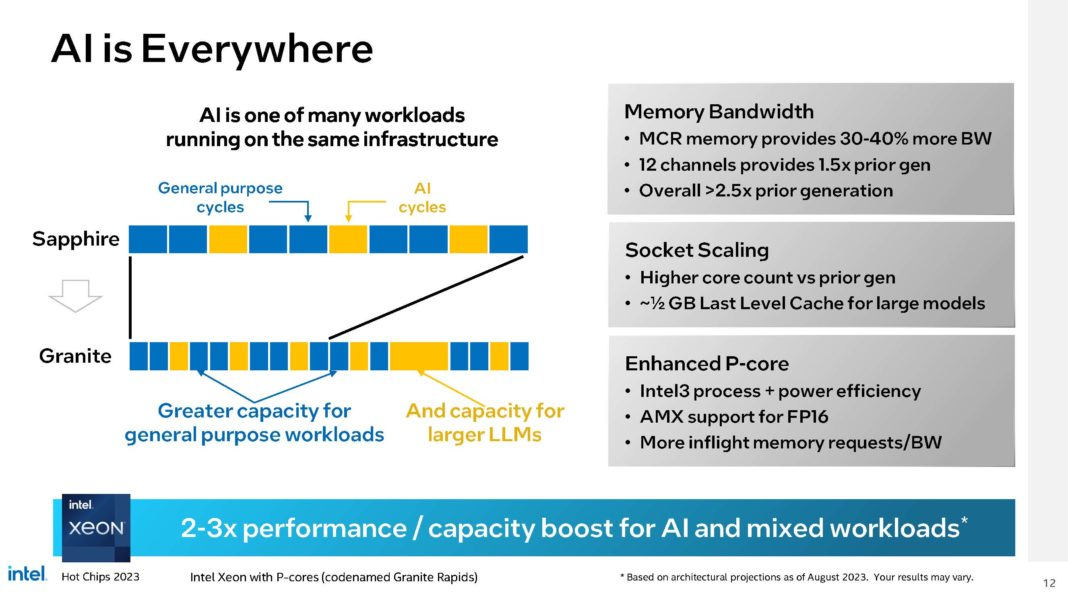 AI is Everywhere
AI is one of many workloads
running on the same infrastructure
General purpose
cycles
AI
cycles
Sapphire
Granite
Greater capacity for
general purpose workloads
And capacity for
larger LLMs
Memory Bandwidth
• MCR memory provides 30-40% more BW
• 12 channels provides 1.5x prior gen
• Overall >2.5x prior generation
Socket Scaling
• Higher core count vs prior gen
• ~½ GB Last Level Cache for large models
Enhanced P-core
• Intel3 process + power efficiency
• AMX support for FP16
• More inflight memory requests/BW
intel
XEON
2-3x performance / capacity boost for AI and mixed workloads*
intel Hot Chips 2023 Intel Xeon with P-cores (codenamed Granite Rapids) * Based on architectural projections as of August 2023. Your results may vary.
12